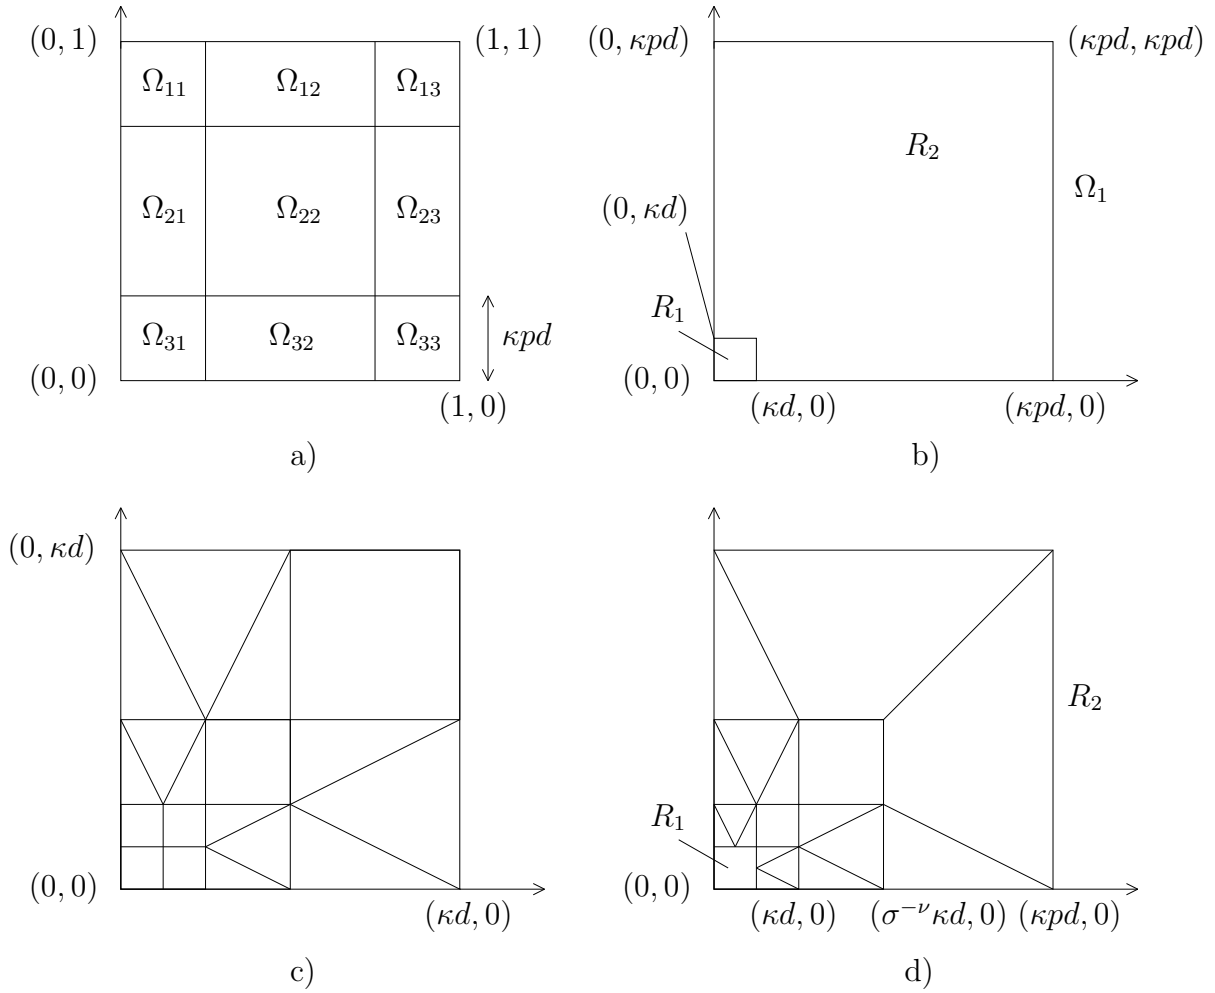 (0, 1)
(1, 1)
Ω₁₁
Ω₁₂
Ω₁₃
Ω₂₁
Ω₂₂
Ω₂₃
Ω₃₁
Ω₃₂
Ω₃₃
κpd
(0, 0)
(1, 0)
a)
(0, κpd)
(κpd, κpd)
R₂
Ω₁
(0, κd)
R₁
(0, 0)
(κd, 0)
(κpd, 0)
b)
(0, κd)
(0, 0)
(κd, 0)
c)
R₂
R₁
(0, 0)
(κd, 0)
(σ⁻ᵛκd, 0)
(κpd, 0)
d)